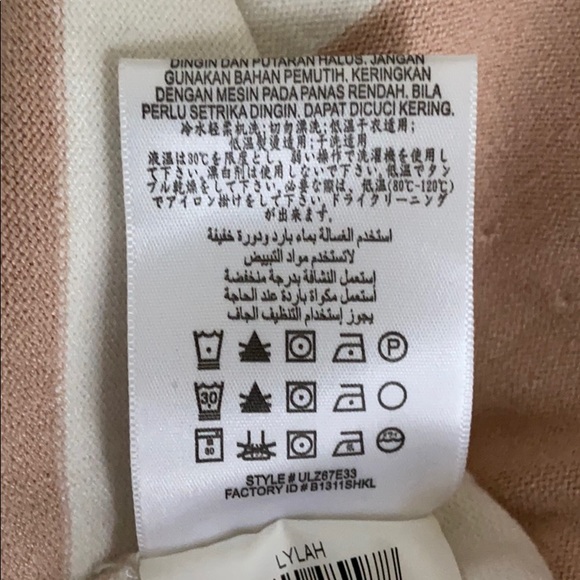 DINGIN DAN PUTARAN HALUS. JANGAN
GUNAKAN BAHAN PEMUTIH. KERINGKAN
DENGAN MESIN PADA PANAS RENDAH. BILA
PERLU SETRIKA DINGIN. DAPAT DICUCI KERING.
冷水轻柔机洗;切勿漂洗;低温干衣适用;
低温熨烫适用;干洗适用
液温は30℃を限度とし、弱い操作で洗濯機を使用し
て下さい。漂白剤は使用しないで下さい。低温でタン
ブル乾燥をして下さい。必要な際は、低温(80℃-120℃)
でアイロン掛けをして下さい。ドライクリーニング
が出来ます。
استخدم الغسالة بماء بارد ودورة خفيفة
لاتستخدم مواد التبييض
إستعمل النشافة بدرجة منخفضة
إستعمل مكواة باردة عند الحاجة
يجوز إستخدام التنظيف الجاف
P
30
STYLE # ULZ67E33
FACTORY ID # B1311SHKL
LYLAH